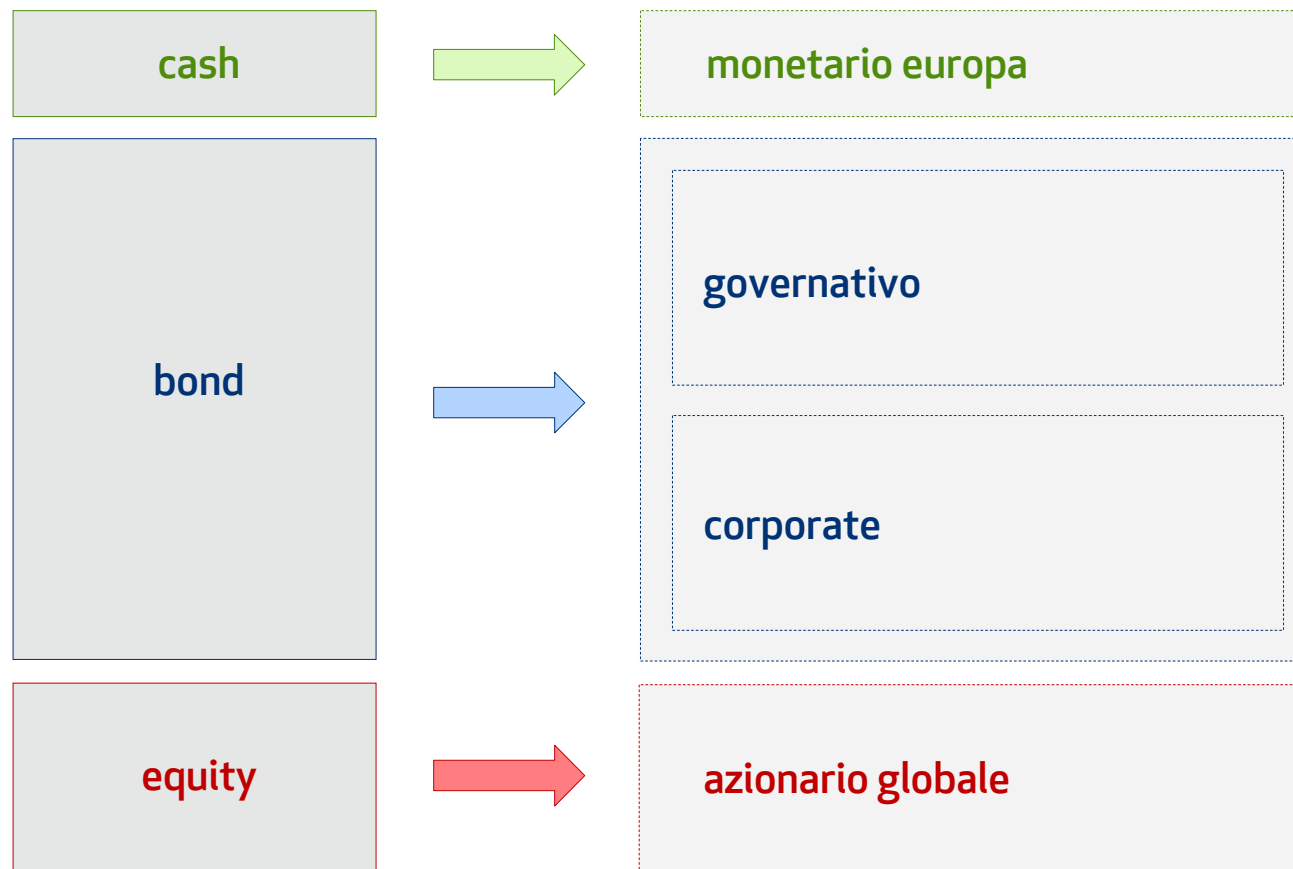 cash
monetario europa
bond
governativo
corporate
equity
azionario globale